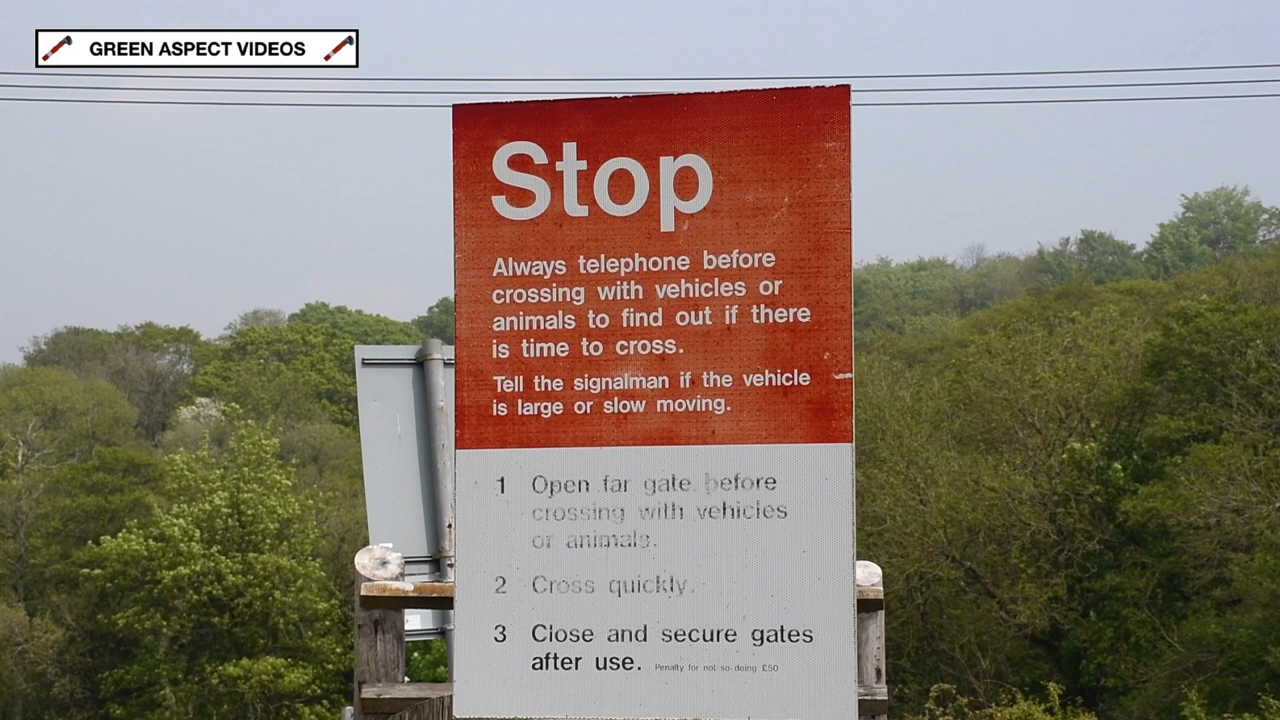 GREEN ASPECT VIDEOS
Stop
Always telephone before
crossing with vehicles or
animals to find out if there
is time to cross.
Tell the signalman if the vehicle
is large or slow moving.
1 Open far gate before
crossing with vehicles
or animals.
2 Cross quickly.
3 Close and secure gates
after use. Penalty for not so doing £50